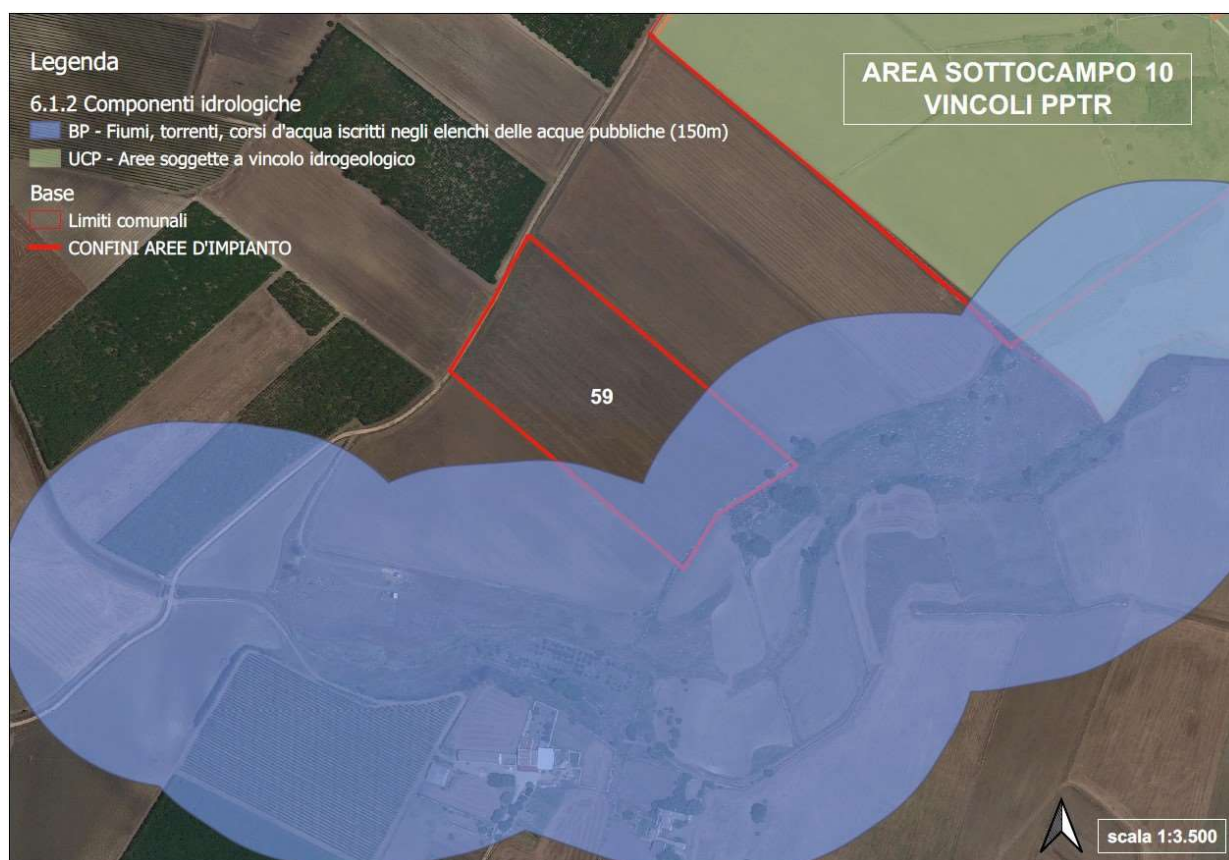 Legenda
6.1.2 Componenti idrologiche
BP - Fiumi, torrenti, corsi d'acqua iscritti negli elenchi delle acque pubbliche (150m)
UCP - Aree soggette a vincolo idrogeologico
Base
Limiti comunali
CONFINI AREE D'IMPIANTO
AREA SOTTOCAMPO 10
VINCOLI PPTR
59
scala 1:3.500